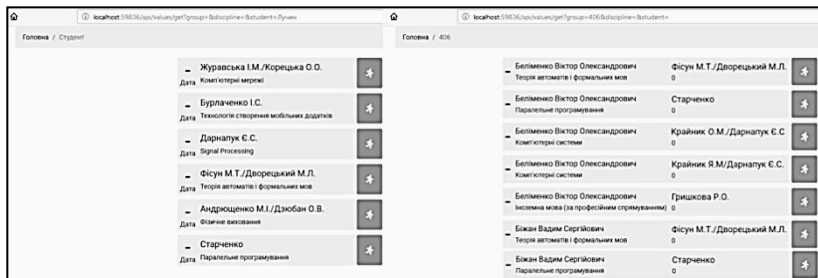 localhost:59836/api/values/get?group=&discipline=&student=Лучин
Головна / Студент
– Журавська І.М./Корецька О.О.
Дата Комп'ютерні мережі
– Бурлаченко І.С.
Дата Технологія створення мобільних додатків
– Дарнапук Є.С.
Дата Signal Processing
– Фісун М.Т./Дворецький М.Л.
Дата Теорія автоматів і формальних мов
– Андрющенко М.І./Дзюбан О.В.
Дата Фізичне виховання
– Старченко
Дата Паралельне програмування
localhost:59836/api/values/get?group=406&discipline=&student=
Головна / 406
– Беліменко Віктор Олександрович Фісун М.Т./Дворецький М.Л.
Теорія автоматів і формальних мов 0
– Беліменко Віктор Олександрович Старченко
Паралельне програмування 0
– Беліменко Віктор Олександрович Крайник О.М./Дарнапук Є.С
Комп'ютерні системи 0
– Беліменко Віктор Олександрович Крайник Я.М/Дарнапук Є.С.
Комп'ютерні системи 0
– Беліменко Віктор Олександрович Гришкова Р.О.
Іноземна мова (за професійним спрямуванням) 0
– Біжан Вадим Сергійович Фісун М.Т./Дворецький М.Л.
Теорія автоматів і формальних мов 0
– Біжан Вадим Сергійович Старченко
Паралельне програмування 0